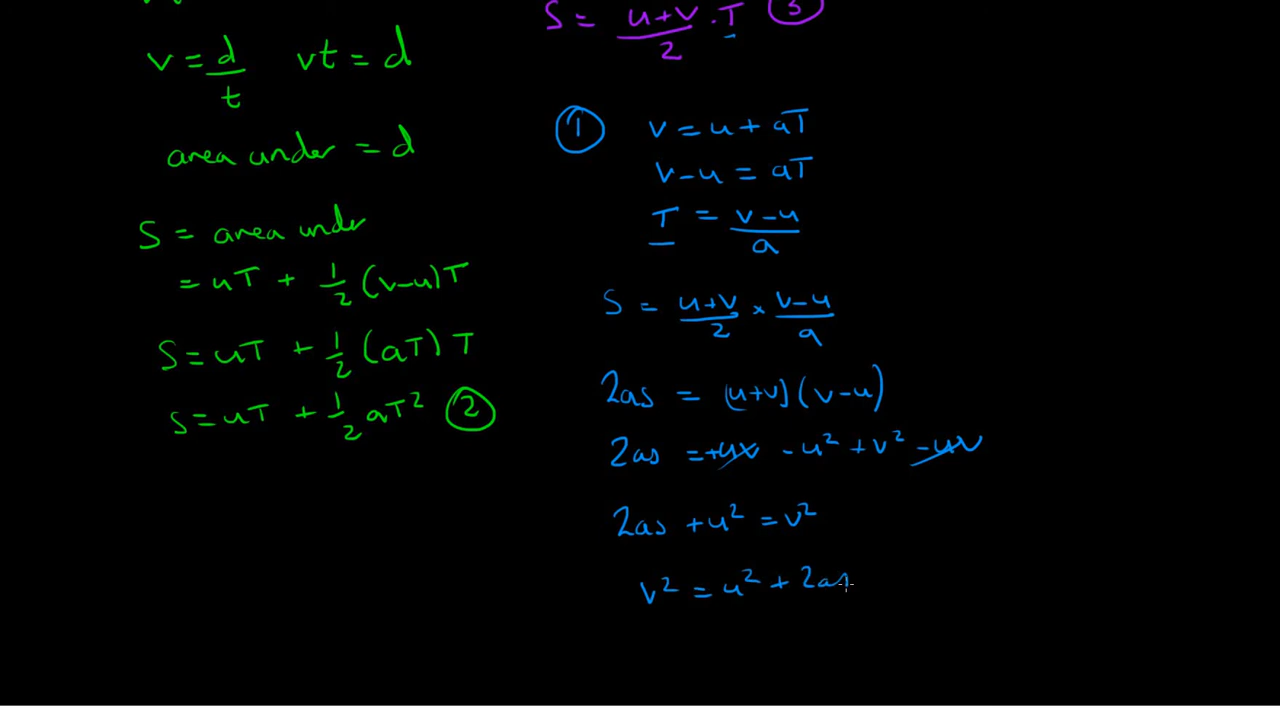 v = d/t vt = d
area under = d
S = area under
= uT + 1/2 (v-u)T
S = uT + 1/2 (aT) T
S = uT + 1/2 aT² ②
S = (u+v)/2 . T ③
① v = u + aT
v - u = aT
T = (v-u)/a
S = (u+v)/2 × (v-u)/a
2as = (u+v)(v-u)
2as = +uv - u² + v² - uv
2as + u² = v²
v² = u² + 2as